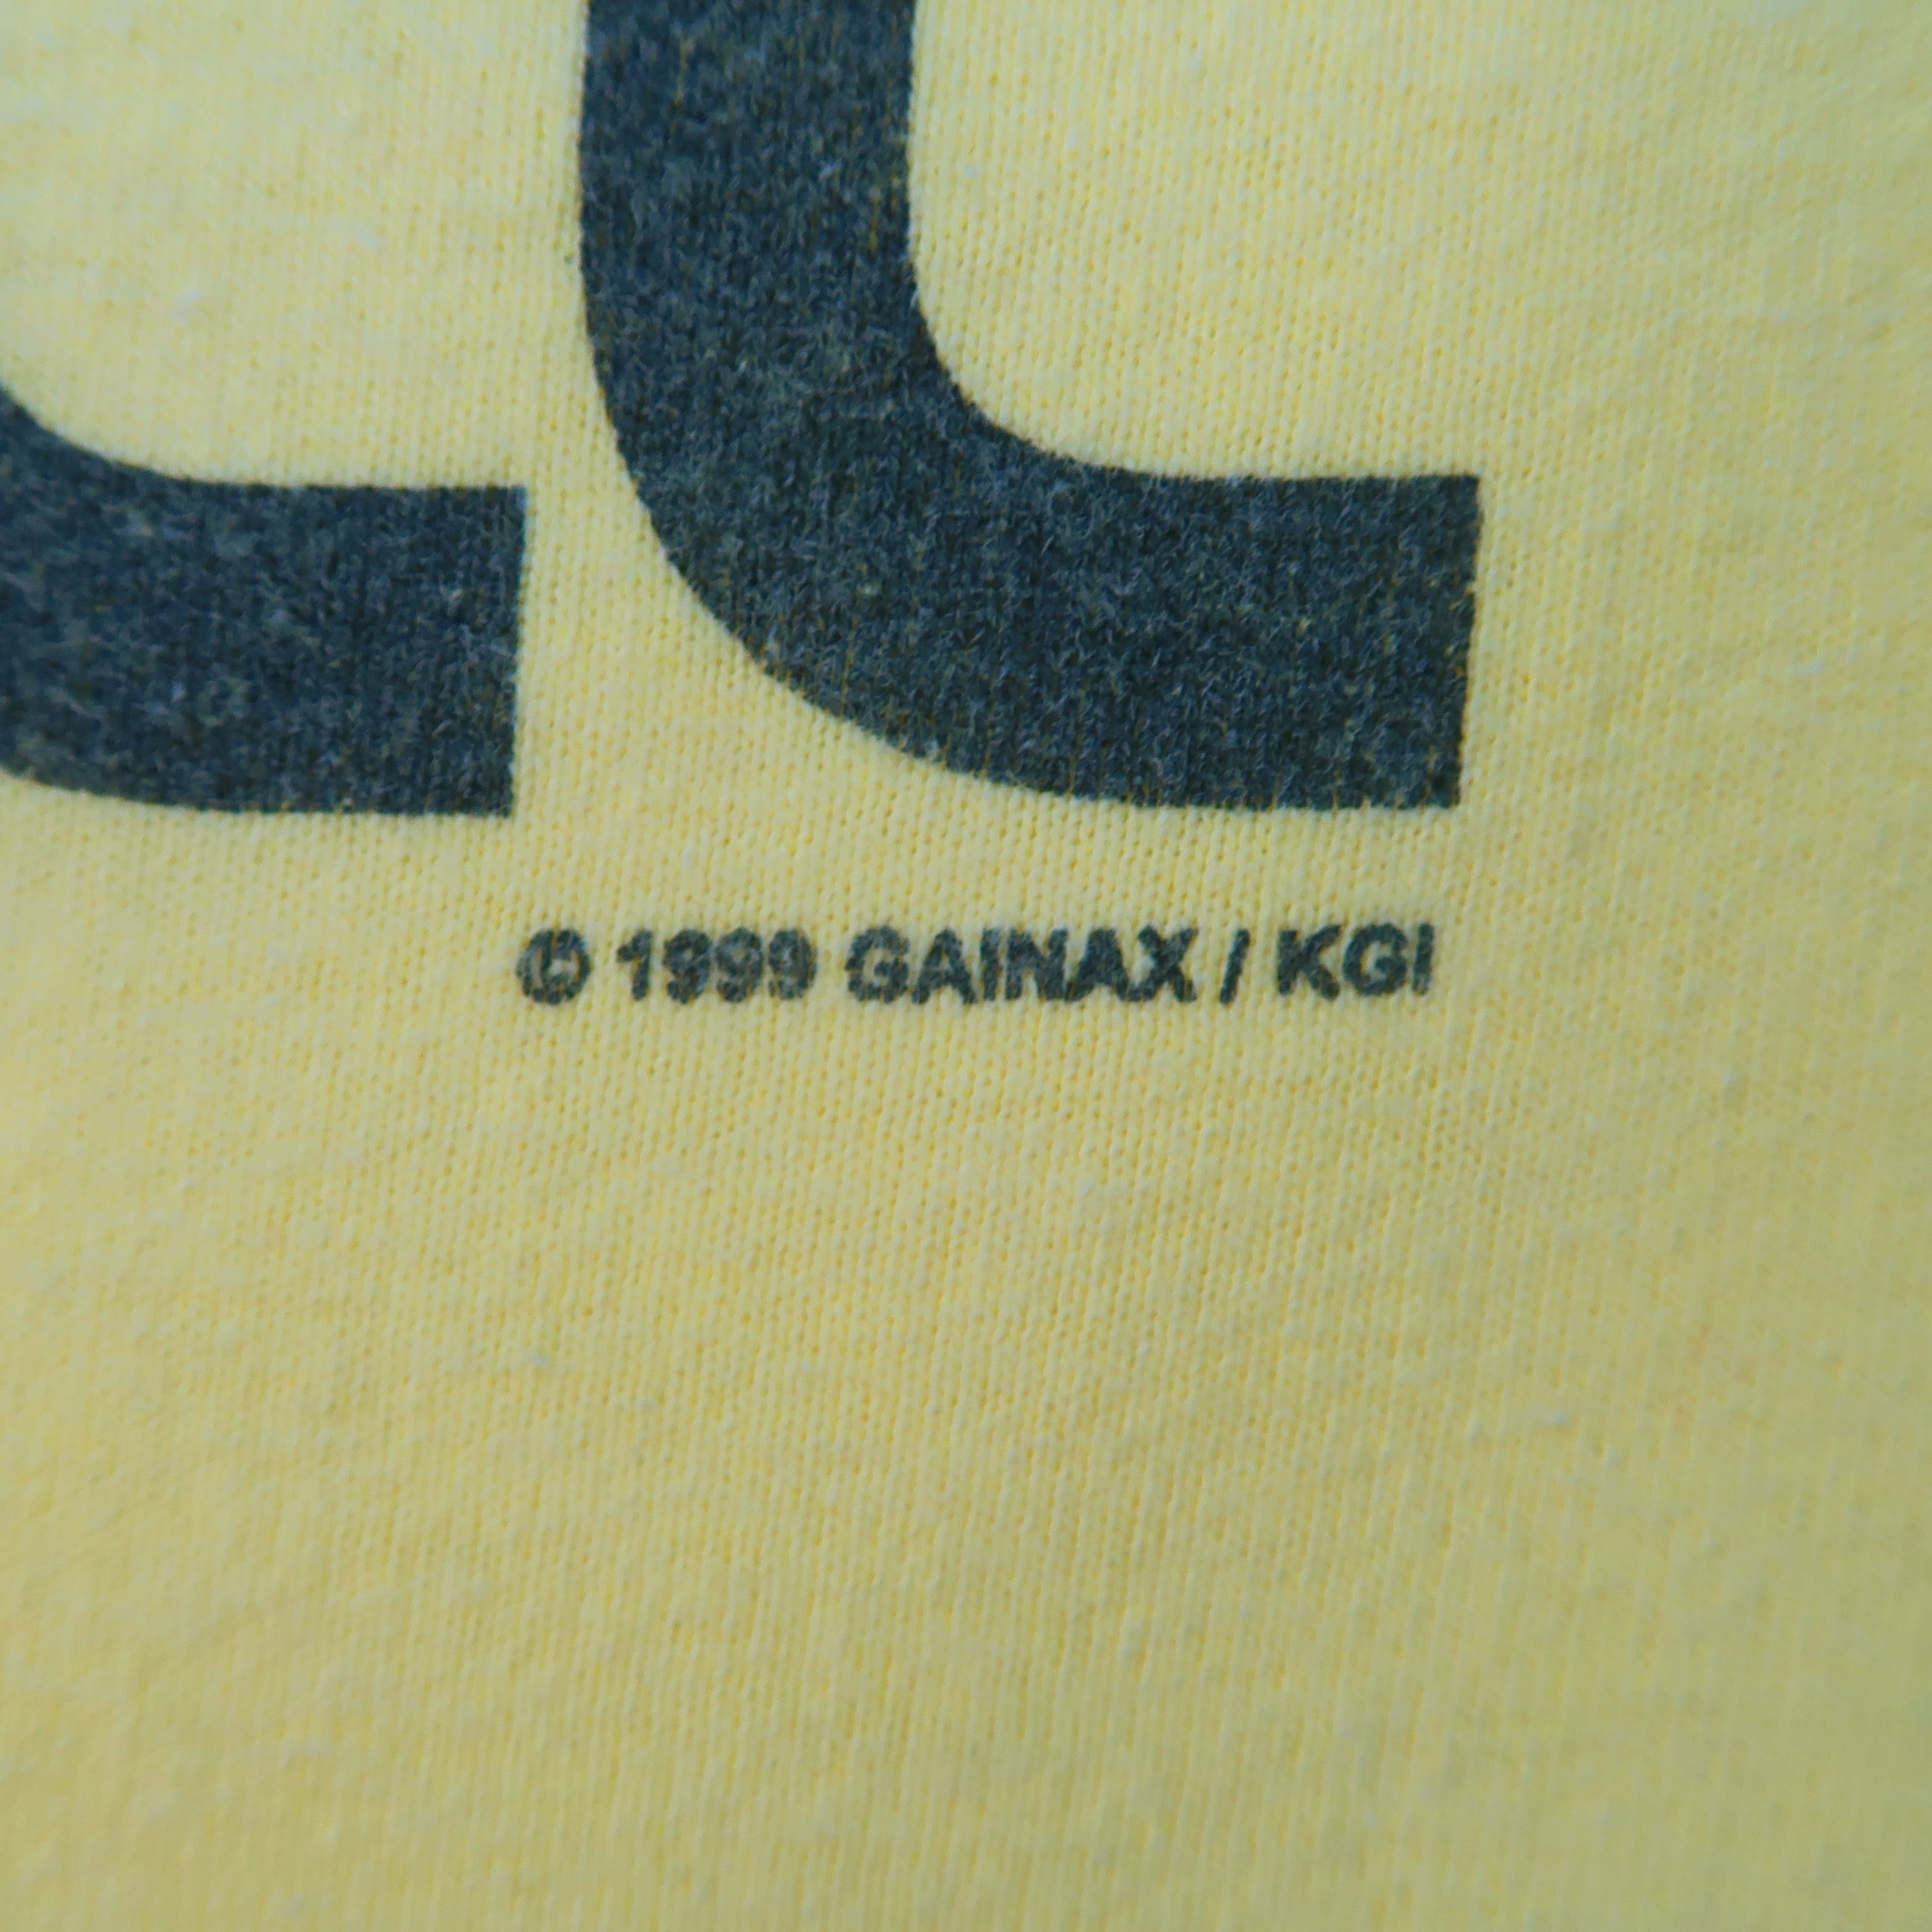 © 1999 GAINAX / KGI